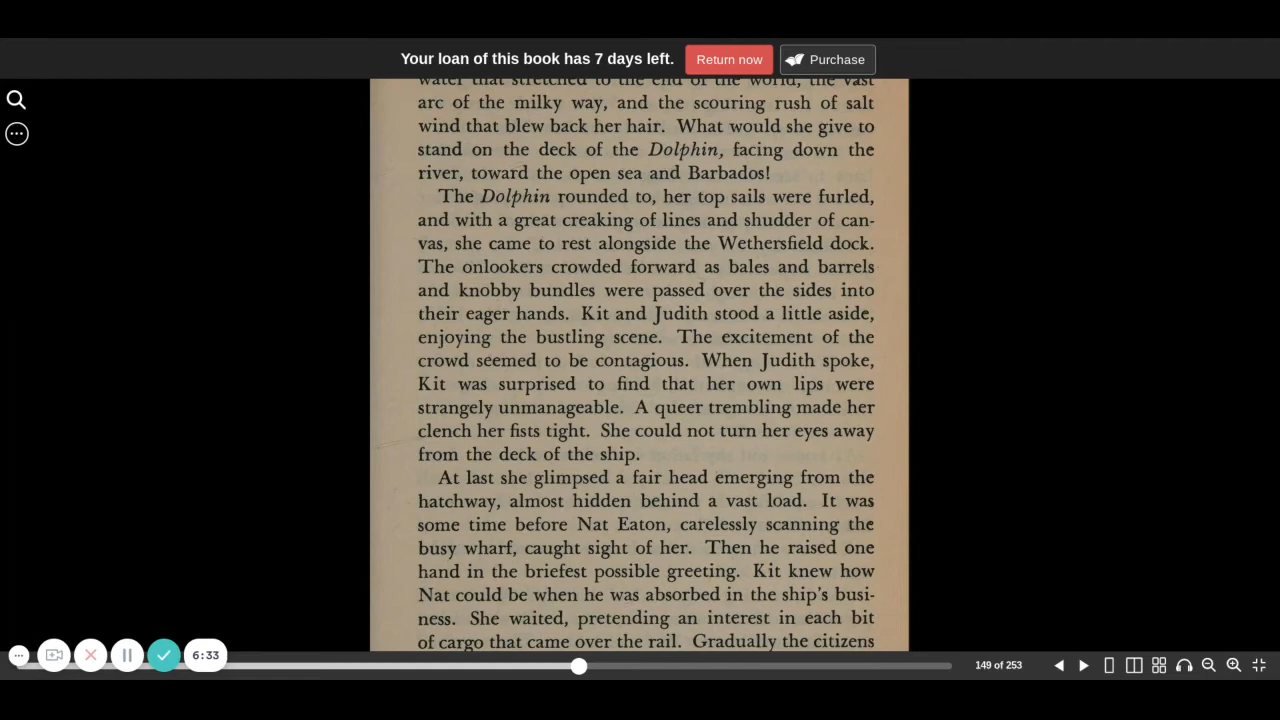 Your loan of this book has 7 days left. Return now Purchase
water that stretched to the end of the world, the vast
arc of the milky way, and the scouring rush of salt
wind that blew back her hair. What would she give to
stand on the deck of the Dolphin, facing down the
river, toward the open sea and Barbados!
The Dolphin rounded to, her top sails were furled,
and with a great creaking of lines and shudder of can-
vas, she came to rest alongside the Wethersfield dock.
The onlookers crowded forward as bales and barrels
and knobby bundles were passed over the sides into
their eager hands. Kit and Judith stood a little aside,
enjoying the bustling scene. The excitement of the
crowd seemed to be contagious. When Judith spoke,
Kit was surprised to find that her own lips were
strangely unmanageable. A queer trembling made her
clench her fists tight. She could not turn her eyes away
from the deck of the ship.
At last she glimpsed a fair head emerging from the
hatchway, almost hidden behind a vast load. It was
some time before Nat Eaton, carelessly scanning the
busy wharf, caught sight of her. Then he raised one
hand in the briefest possible greeting. Kit knew how
Nat could be when he was absorbed in the ship's busi-
ness. She waited, pretending an interest in each bit
of cargo that came over the rail. Gradually the citizens
6:33
149 of 253